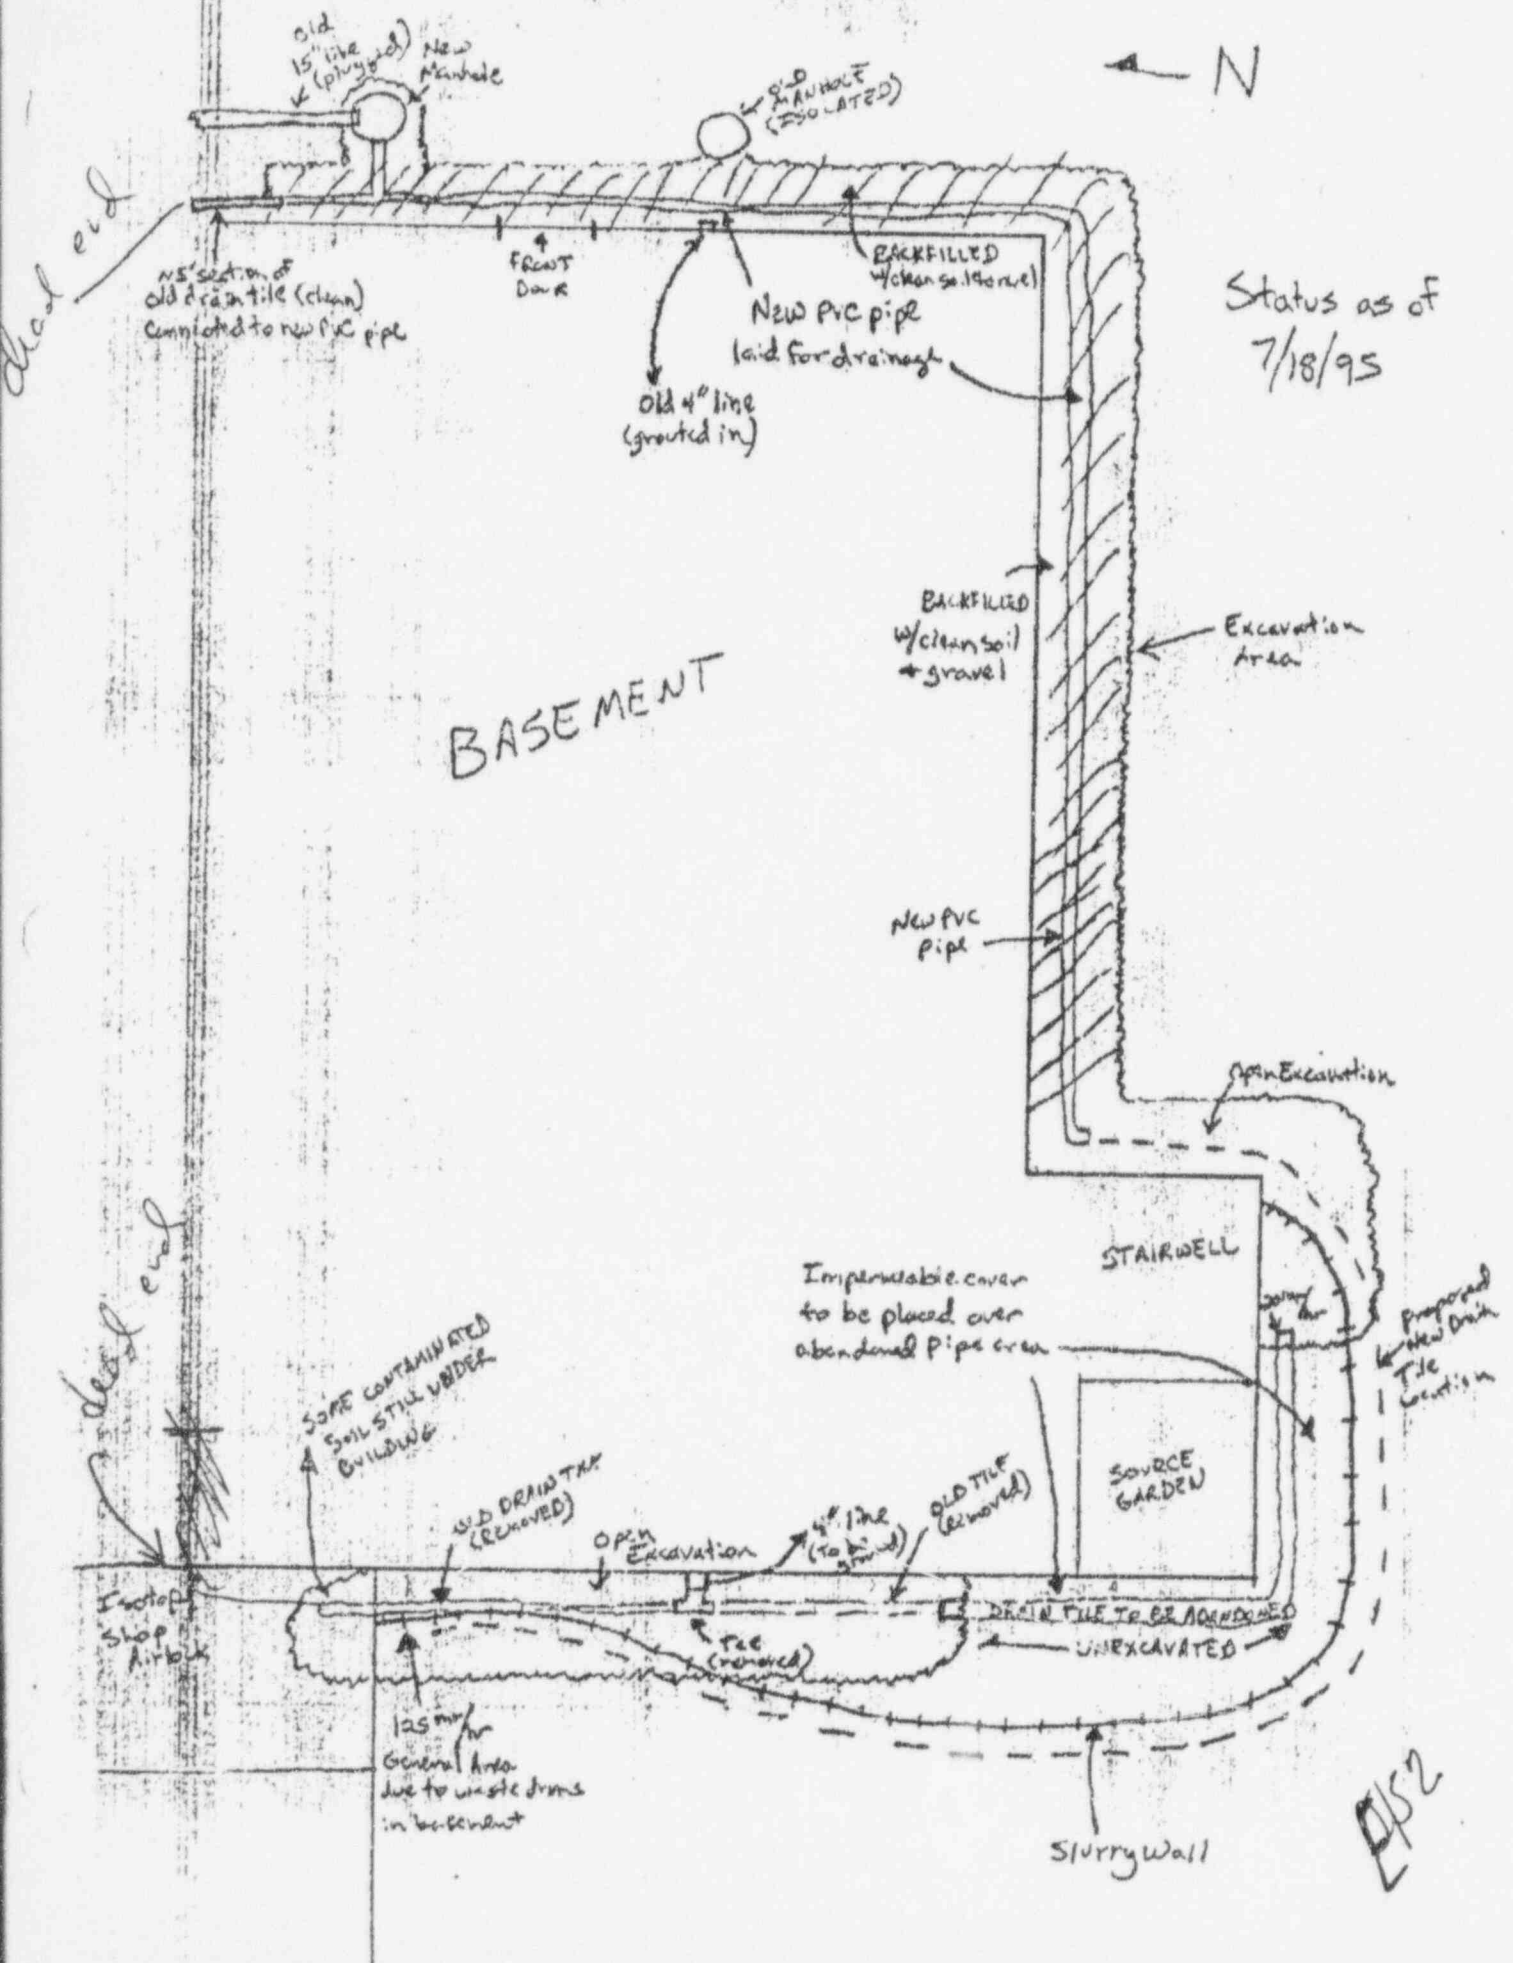 Old
15" line
(plugged)
New
Manhole
OLD
MANHOLE
(ISOLATED)
N
dead end
~5' section of
old drain tile (clean)
connected to new PVC pipe
FRONT
DOOR
BACKFILLED
w/clean soil & gravel
New PVC pipe
laid for drainage
Old 4" line
(grouted in)
Status as of
7/18/95
BACKFILLED
w/clean soil
+ gravel
Excavation
Area
BASEMENT
New PVC
pipe
Open Excavation
STAIRWELL
Impermeable cover
to be placed over
abandoned pipe area
Proposed
New Drain
Tile
Location
dead end
SOME CONTAMINATED
SOIL STILL UNDER
BUILDING
OLD DRAIN
(REMOVED)
Open
Excavation
4" line
(To be
OLD TILE
(removed)
SOURCE
GARDEN
Isotope
Shop
Airlock
DRAIN TILE TO BE ABANDONED
UNEXCAVATED
Tee
(removed)
125 mr/hr
General Area
due to waste drums
in basement
Slurry Wall